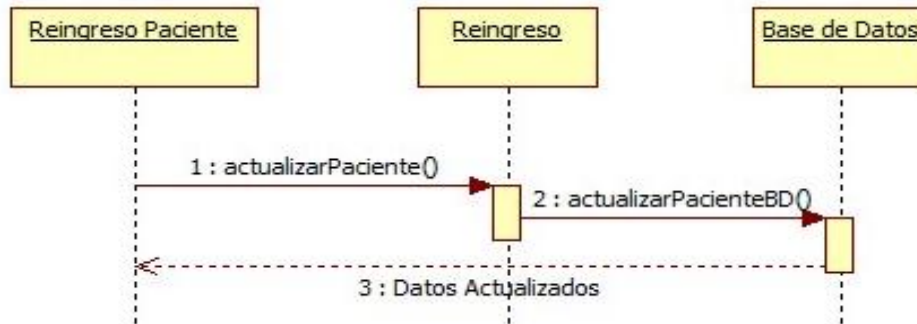 Reingreso Paciente
Reingreso
Base de Datos
1 : actualizarPaciente()
2 : actualizarPacienteBD()
3 : Datos Actualizados